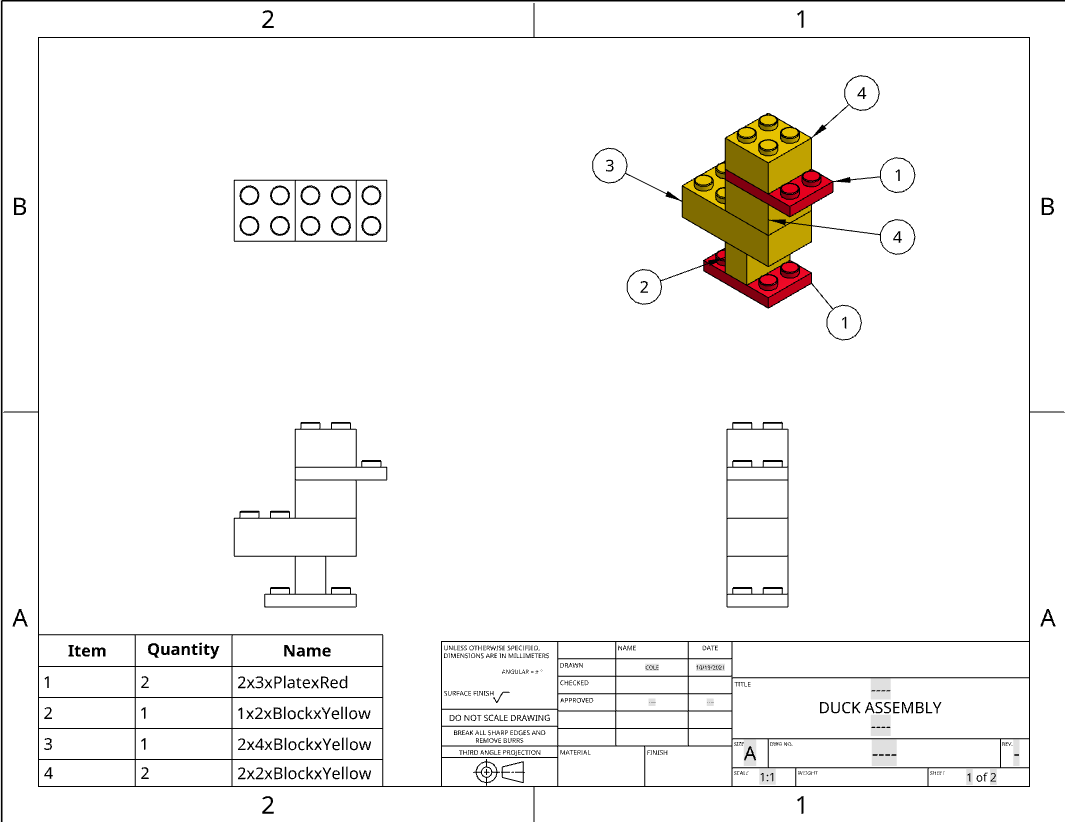 2 1
B B
4
3
1
4
2
1
A A
Item Quantity Name
1 2 2x3xPlatexRed
2 1 1x2xBlockxYellow
3 1 2x4xBlockxYellow
4 2 2x2xBlockxYellow
UNLESS OTHERWISE SPECIFIED,
DIMENSIONS ARE IN MILLIMETERS
ANGULAR = ± °
SURFACE FINISH
DO NOT SCALE DRAWING
BREAK ALL SHARP EDGES AND
REMOVE BURRS
THIRD ANGLE PROJECTION
NAME DATE
DRAWN COLE 10/19/2021
CHECKED
APPROVED --- ---
MATERIAL FINISH
TITLE
----
DUCK ASSEMBLY
----
SIZE A DWG NO. ---- REV. -
SCALE 1:1 WEIGHT SHEET 1 of 2
2 1